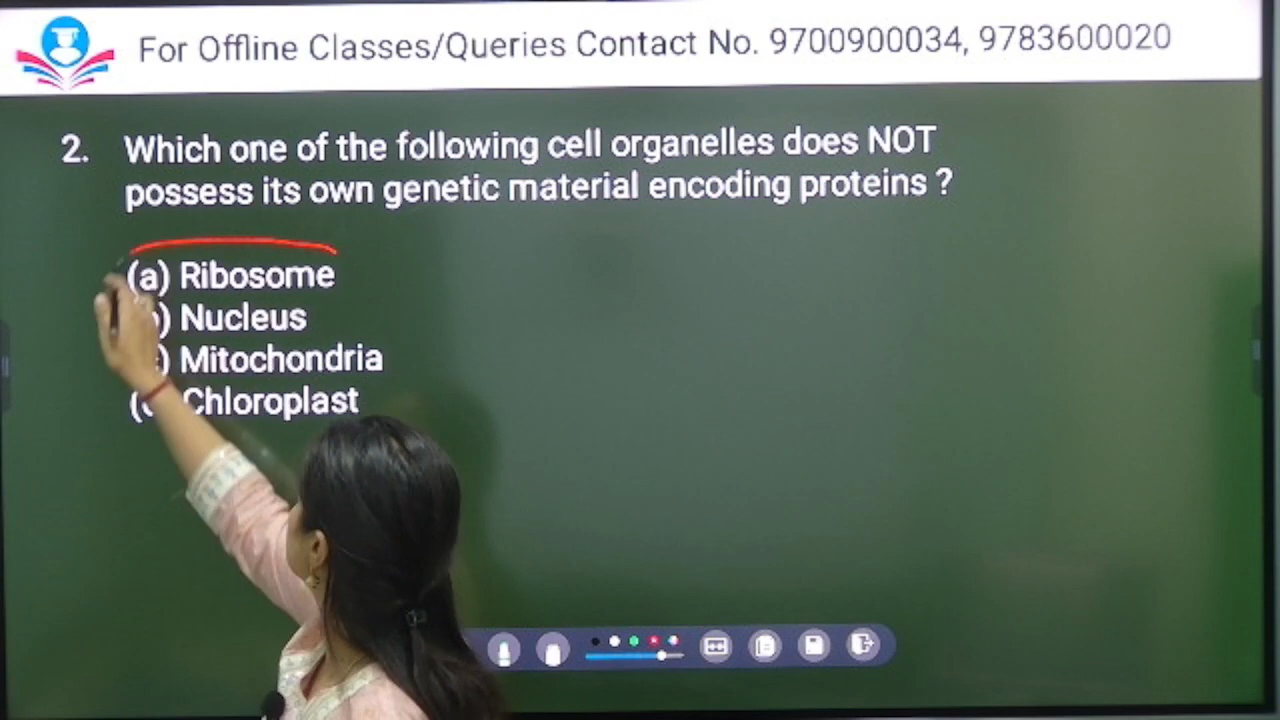 For Offline Classes/Queries Contact No. 9700900034, 9783600020
2. Which one of the following cell organelles does NOT
possess its own genetic material encoding proteins ?
(a) Ribosome
) Nucleus
) Mitochondria
( Chloroplast